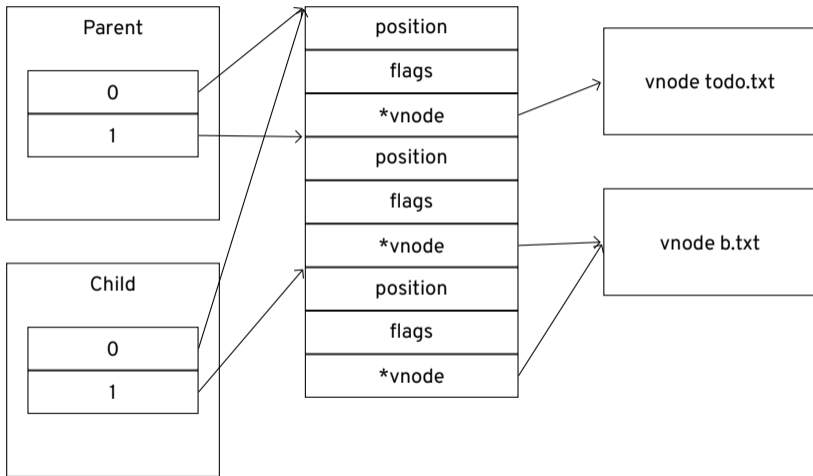 Parent
0
1
Child
0
1
position
flags
*vnode
position
flags
*vnode
position
flags
*vnode
vnode todo.txt
vnode b.txt